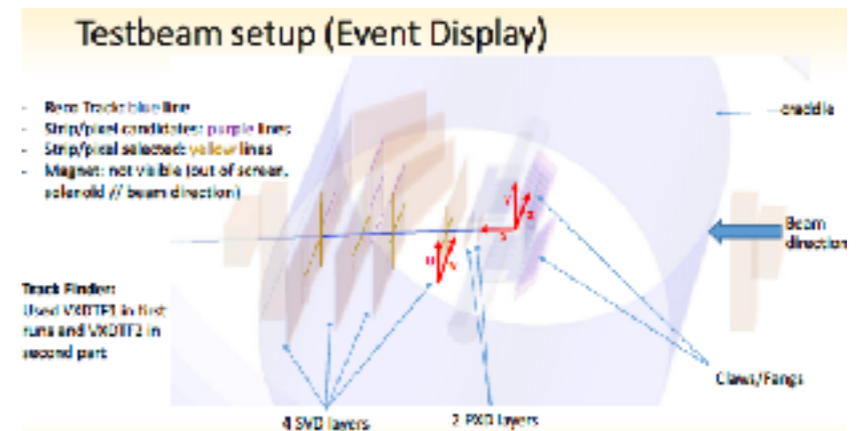 Testbeam setup (Event Display)
- Reco Track: blue line
- Strip/pixel candidates: purple lines
- Strip/pixel selected: yellow lines
- Magnet: not visible (out of screen,
solenoid // beam direction)
craddle
Beam
direction
Y
X
U
V
Track Finder:
Used VXDTF1 in first
runs and VXDTF2 in
second part
Claws/Fangs
4 SVD layers
2 PXD layers